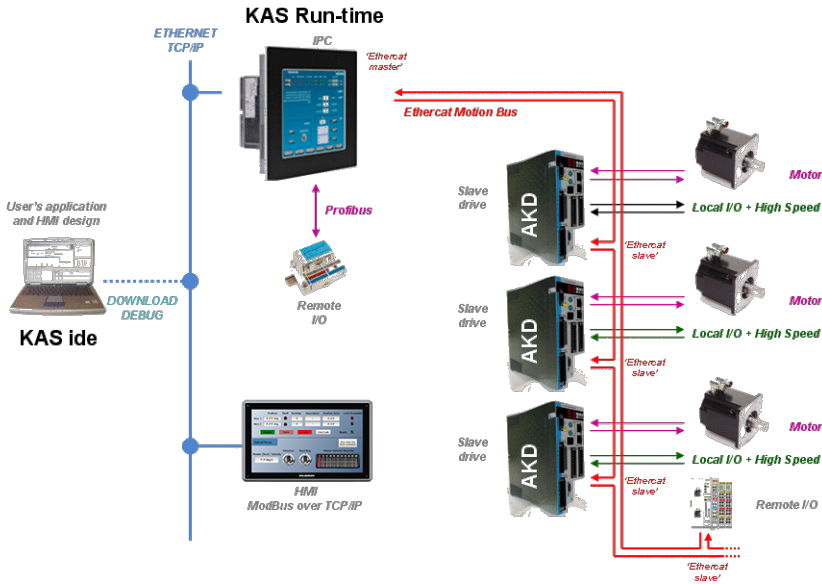 KAS Run-time
ETHERNET
TCP/IP
IPC
'Ethercat
master'
Ethercat Motion Bus
Profibus
Remote
I/O
User's application
and HMI design
DOWNLOAD
DEBUG
KAS ide
HMI
ModBus over TCP/IP
Slave
drive
AKD
Motor
Local I/O + High Speed
'Ethercat
slave'
Slave
drive
AKD
Motor
Local I/O + High Speed
'Ethercat
slave'
Slave
drive
AKD
Motor
Local I/O + High Speed
'Ethercat
slave'
Remote I/O
'Ethercat
slave'